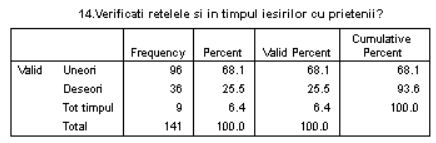 14.Verificati retelele si in timpul iesirilor cu prietenii?
Frequency Percent Valid Percent Cumulative Percent
Valid Uneori 96 68.1 68.1 68.1
Deseori 36 25.5 25.5 93.6
Tot timpul 9 6.4 6.4 100.0
Total 141 100.0 100.0